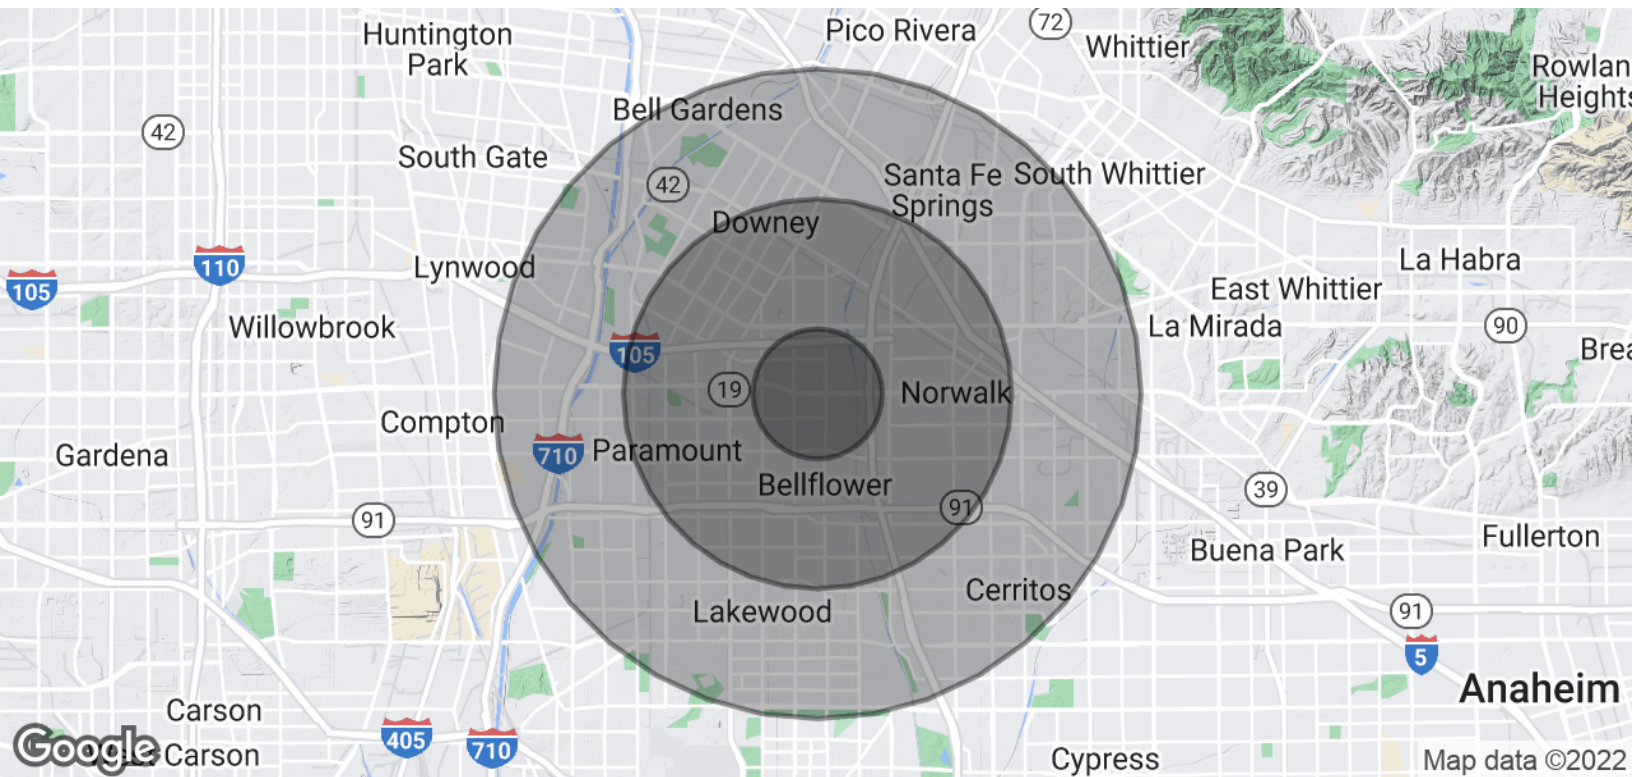 Huntington
Park
Pico Rivera
72
Whittier
Rowlan
Heights
42
Bell Gardens
South Gate
42
Santa Fe
Springs
South Whittier
Downey
110
105
Lynwood
La Habra
East Whittier
Willowbrook
La Mirada
90
Brea
105
19
Norwalk
Compton
Gardena
710
Paramount
Bellflower
39
91
91
Fullerton
Buena Park
Cerritos
Lakewood
91
5
Anaheim
Carson
405
710
Google
West Carson
Cypress
Map data ©2022